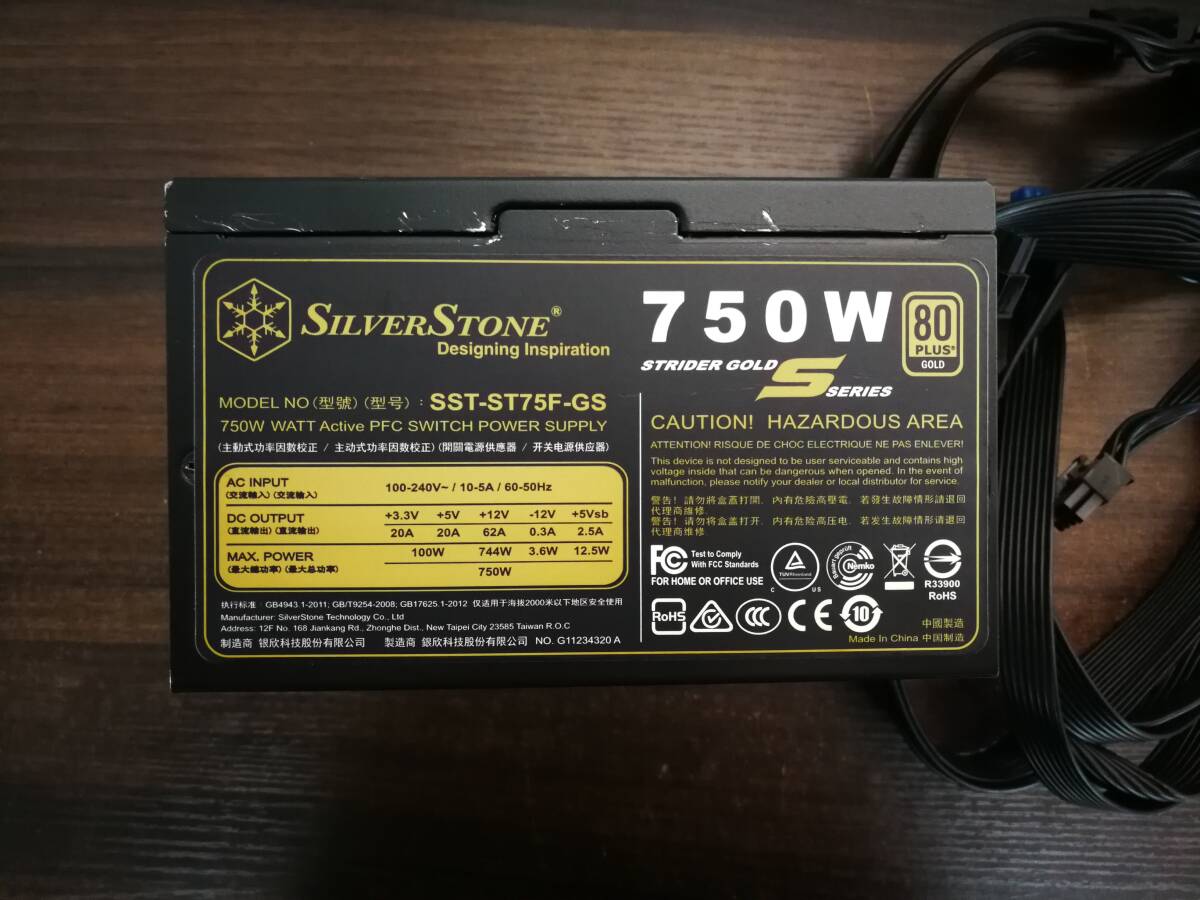 SILVERSTONE®
Designing Inspiration
MODEL NO (型號) (型号) : SST-ST75F-GS
750W WATT Active PFC SWITCH POWER SUPPLY
(主動式功率因數校正 / 主动式功率因数校正) (開關電源供應器 / 开关电源供应器)
AC INPUT 100-240V~ / 10-5A / 60-50Hz
(交流輸入) (交流输入)
DC OUTPUT +3.3V +5V +12V -12V +5Vsb
(直流輸出) (直流输出) 20A 20A 62A 0.3A 2.5A
MAX. POWER 100W 744W 3.6W 12.5W
(最大總功率) (最大总功率) 750W
执行标准 : GB4943.1-2011; GB/T9254-2008; GB17625.1-2012 仅适用于海拔2000米以下地区安全使用
Manufacturer: SilverStone Technology Co., Ltd
Address: 12F No. 168 Jiankang Rd., Zhonghe Dist., New Taipei City 23585 Taiwan R.O.C
制造商 银欣科技股份有限公司 製造商 銀欣科技股份有限公司 NO. G11234320 A
750W
80
PLUS®
GOLD
STRIDER GOLD S SERIES
CAUTION! HAZARDOUS AREA
ATTENTION! RISQUE DE CHOC ELECTRIQUE NE PAS ENLEVER!
This device is not designed to be user serviceable and contains high
voltage inside that can be dangerous when opened. In the event of
malfunction, please notify your dealer or local distributor for service.
警告! 請勿將盒蓋打開, 內有危險高壓電, 若發生故障情形請退回
代理商維修.
警告! 请勿将盒盖打开, 内有危险高压电, 若发生故障情形请退回
代理商维修
FC Test to Comply
With FCC Standards
FOR HOME OR OFFICE USE
TÜVRheinland
C US
Nemko
R33900
RoHS
RoHS CCC CE 10
中國製造
Made In China 中国制造